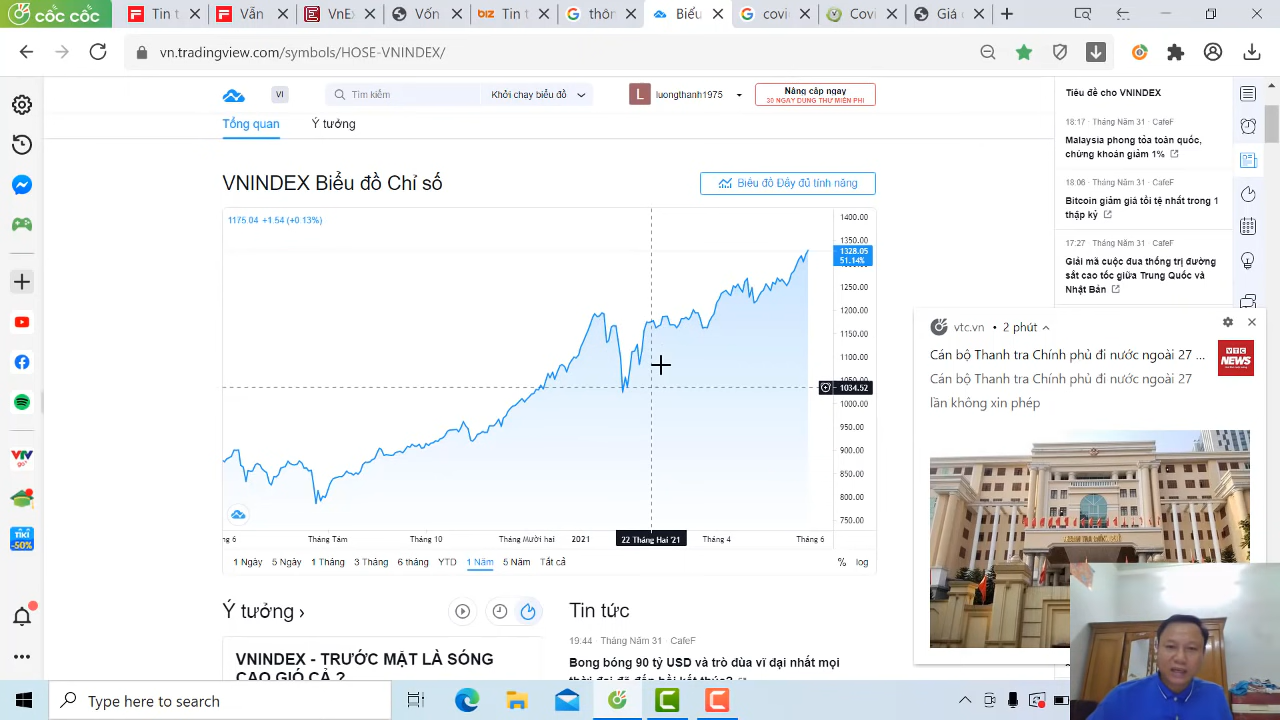 CỐC CỐC
Tin t
Vẫn
VnEx
Vốn
Tin t
thôn
Biểu
covi
Covi
Giá
vn.tradingview.com/symbols/HOSE-VNINDEX/
VI
Tìm kiếm
Khởi chạy biểu đồ
L
luongthanh1975
Nâng cấp ngay
30 NGÀY DÙNG THỬ MIỄN PHÍ
Tổng quan
Ý tưởng
VNINDEX Biểu đồ Chỉ số
Biểu đồ Đầy đủ tính năng
1175.04 +1.54 (+0.13%)
1400.00
1350.00
1328.05
51.14%
1200.00
1150.00
1100.00
1034.52
1000.00
950.00
900.00
850.00
800.00
750.00
Tháng Tám
Tháng 10
Tháng Mười hai
2021
22 Tháng Hai '21
Tháng 4
Tháng 6
1 Ngày
5 Ngày
1 Tháng
3 Tháng
6 tháng
YTD
1 Năm
5 Năm
Tất cả
%
log
Ý tưởng ›
VNINDEX - TRƯỚC MẶT LÀ SÓNG
CAO GIÓ CẢ ?
Tin tức
19:44 Tháng Năm 31 · CafeF
Bong bóng 90 tỷ USD và trò đùa vĩ đại nhất mọi
Tiêu đề cho VNINDEX
18:17 · Tháng Năm 31 · CafeF
Malaysia phong tỏa toàn quốc,
chứng khoán giảm 1%
18:06 · Tháng Năm 31 · CafeF
Bitcoin giảm giá tồi tệ nhất trong 1
thập kỷ
17:27 · Tháng Năm 31 · CafeF
Giải mã cuộc đua thống trị đường
sắt cao tốc giữa Trung Quốc và
Nhật Bản
vtc.vn • 2 phút
Cán bộ Thanh tra Chính phủ đi nước ngoài 27 ...
Cán bộ Thanh tra Chính phủ đi nước ngoài 27
lần không xin phép
VTC
NEWS
VTV
go
TIKI
-50%
Type here to search